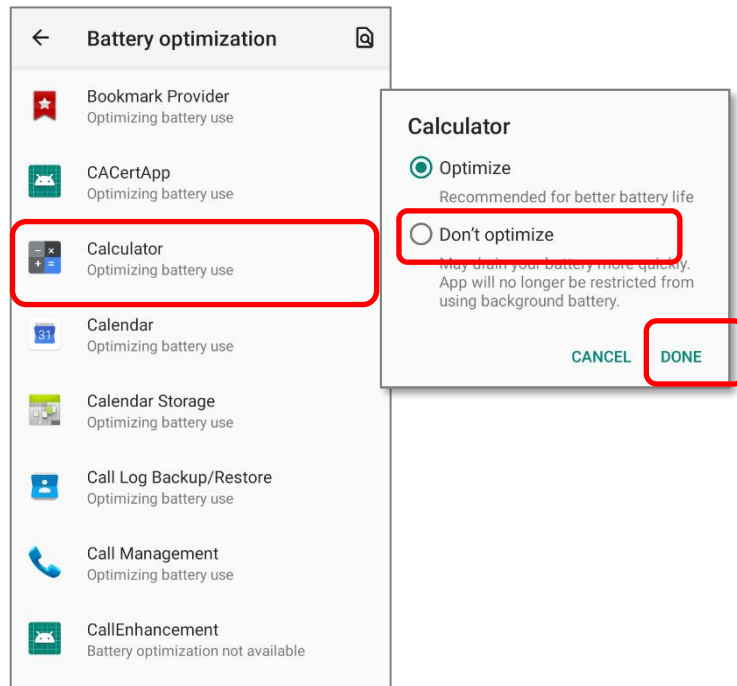 Battery optimization
Bookmark Provider
Optimizing battery use
CACertApp
Optimizing battery use
Calculator
Optimizing battery use
31
Calendar
Optimizing battery use
Calendar Storage
Optimizing battery use
Call Log Backup/Restore
Optimizing battery use
Call Management
Optimizing battery use
CallEnhancement
Battery optimization not available
Calculator
Optimize
Recommended for better battery life
Don't optimize
May drain your battery more quickly.
App will no longer be restricted from
using background battery.
CANCEL DONE